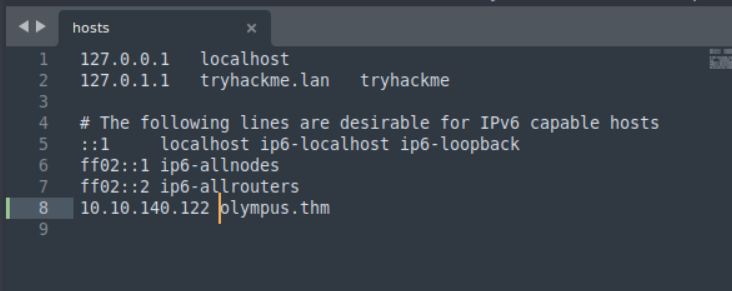 hosts ×
1 127.0.0.1 localhost
2 127.0.1.1 tryhackme.lan tryhackme
3
4 # The following lines are desirable for IPv6 capable hosts
5 ::1 localhost ip6-localhost ip6-loopback
6 ff02::1 ip6-allnodes
7 ff02::2 ip6-allrouters
8 10.10.140.122 olympus.thm
9